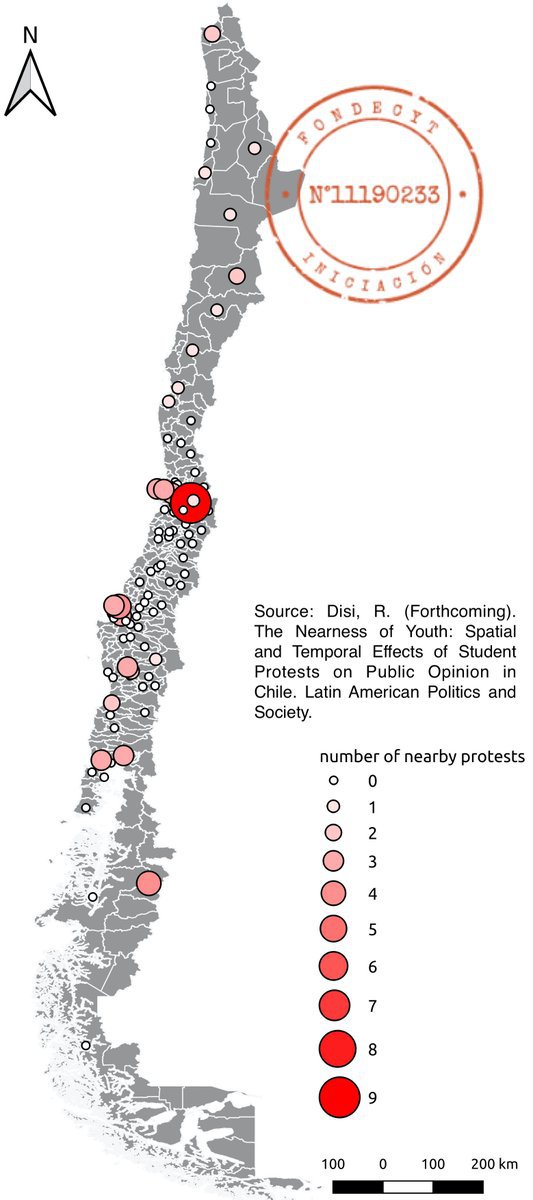 N
FONDECYT
N°11190233
INICIACIÓN
Source: Disi, R. (Forthcoming).
The Nearness of Youth: Spatial
and Temporal Effects of Student
Protests on Public Opinion in
Chile. Latin American Politics and
Society.
number of nearby protests
0
1
2
3
4
5
6
7
8
9
100 0 100 200 km